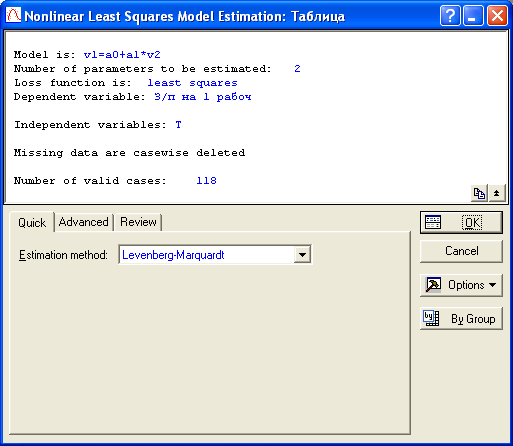 Nonlinear Least Squares Model Estimation: Таблица
Model is: v1=a0+a1*v2
Number of parameters to be estimated: 2
Loss function is: least squares
Dependent variable: З/п на 1 рабоч
Independent variables: T
Missing data are casewise deleted
Number of valid cases: 118
Quick Advanced Review
Estimation method: Levenberg-Marquardt
OK
Cancel
Options
By Group